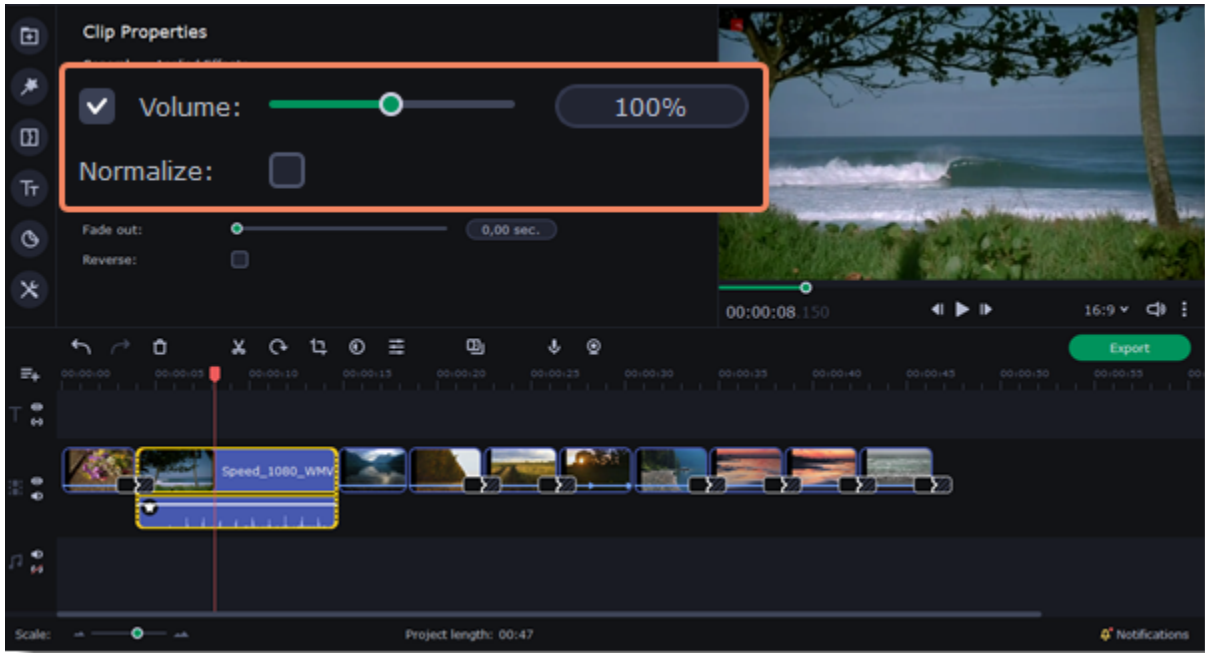 Clip Properties
Volume: 100%
Normalize:
Fade out: 0,00 sec.
Reverse:
00:00:08.150
16:9
Export
00:00:00 00:00:05 00:00:10 00:00:15 00:00:20 00:00:25 00:00:30 00:00:35 00:00:40 00:00:45 00:00:50 00:00:55
Speed_1080_WMV
Scale: Project length: 00:47 Notifications